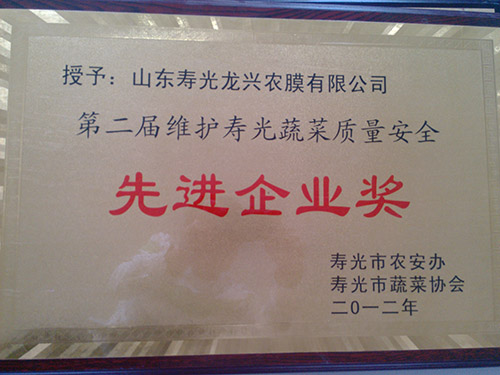 授予：山东寿光龙兴农膜有限公司
第二届维护寿光蔬菜质量安全
先进企业奖
寿光市农安办
寿光市蔬菜协会
二0一二年